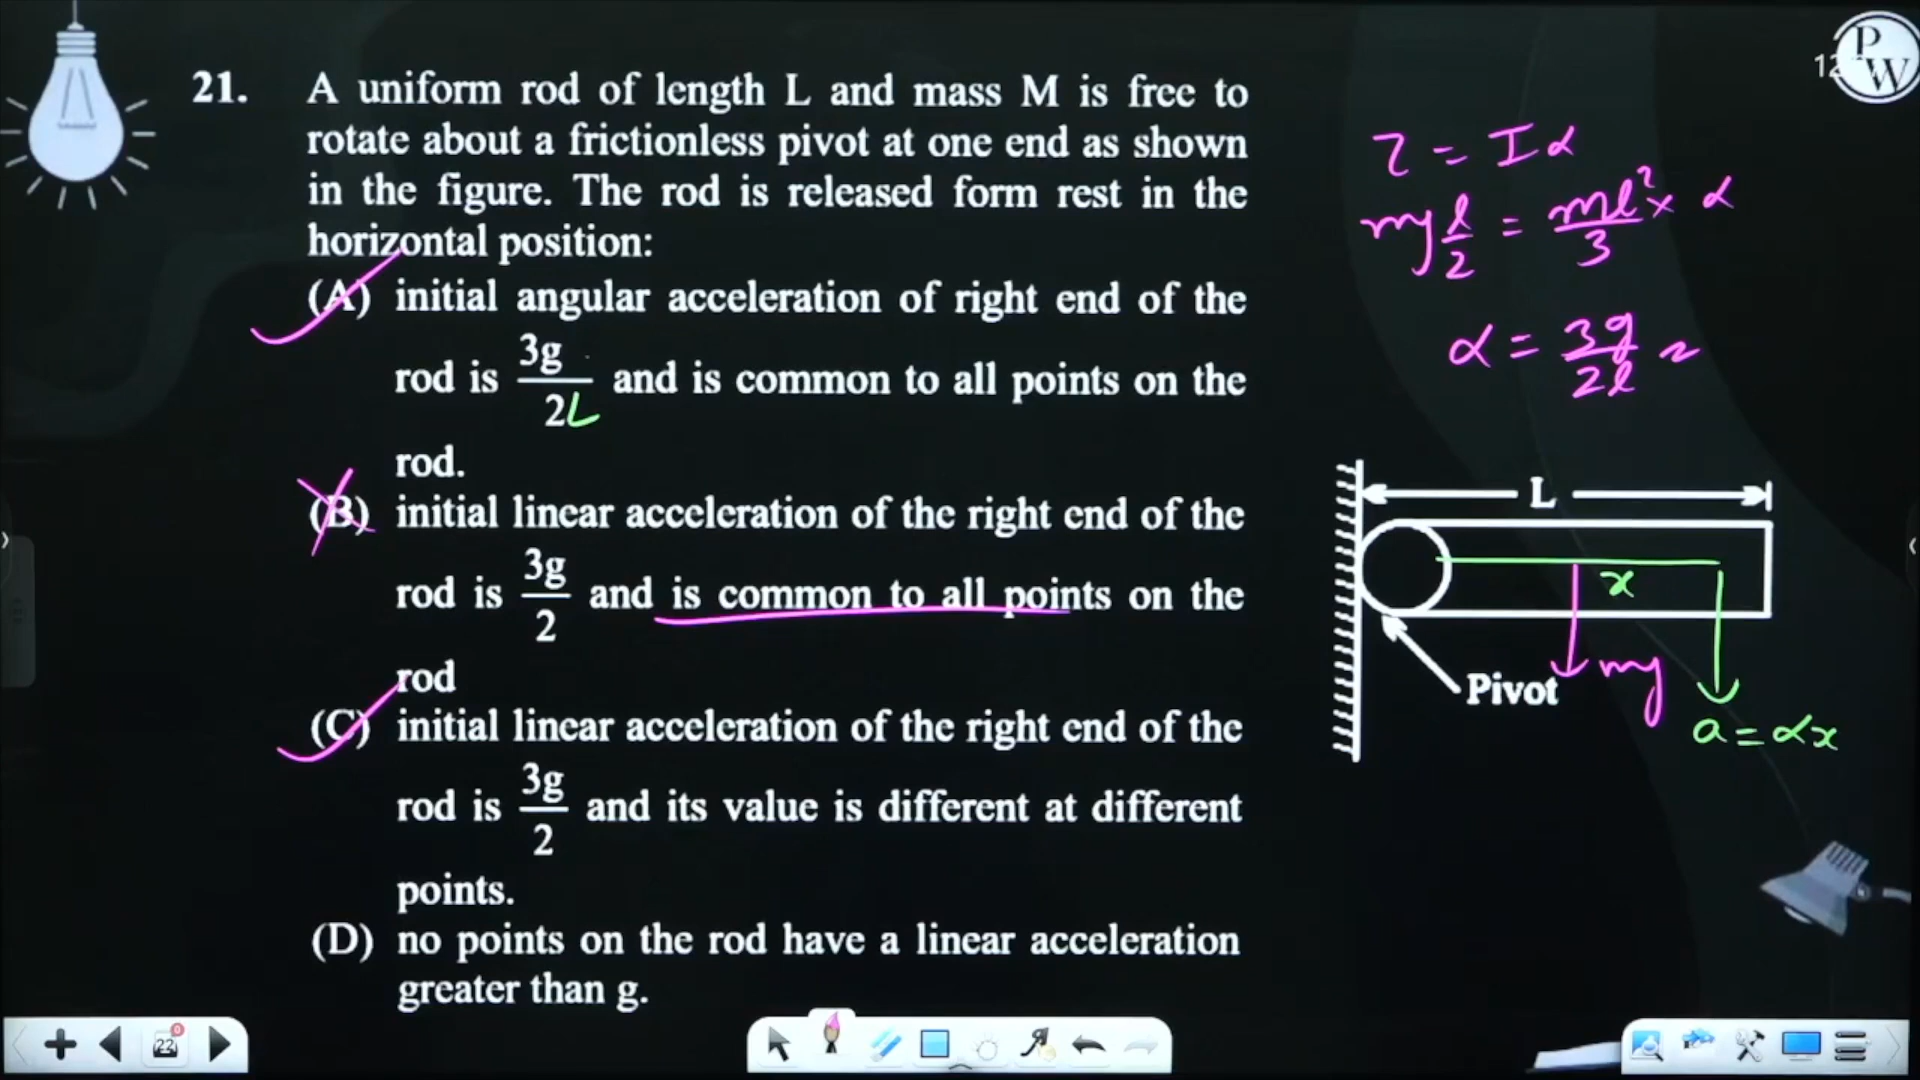 P
W
12
21. A uniform rod of length L and mass M is free to
rotate about a frictionless pivot at one end as shown
in the figure. The rod is released form rest in the
horizontal position:
(A) initial angular acceleration of right end of the
rod is 3g/2L and is common to all points on the
rod.
(B) initial linear acceleration of the right end of the
rod is 3g/2 and is common to all points on the
rod
(C) initial linear acceleration of the right end of the
rod is 3g/2 and its value is different at different
points.
(D) no points on the rod have a linear acceleration
greater than g.
τ = Iα
mg l/2 = ml²/3 × α
α = 3g/2l
L
x
mg
Pivot
a = αx
22
0